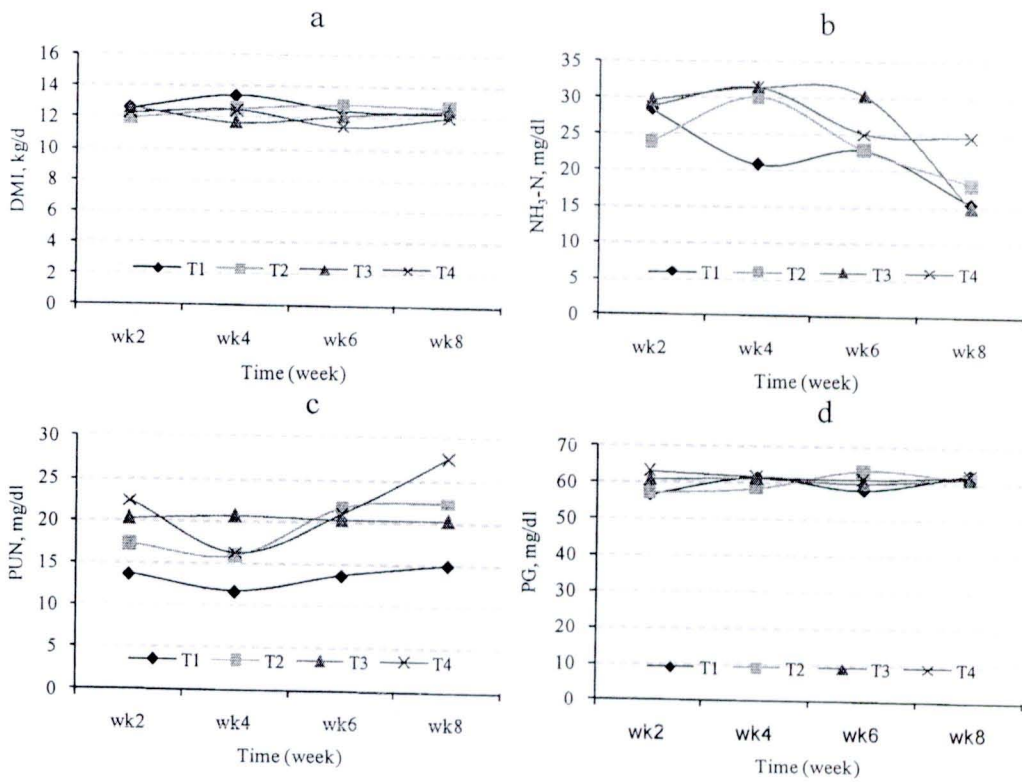 a
16
14
12
10
8
6
4
2
0
DMI, kg/d
T1 T2 T3 T4
wk2 wk4 wk6 wk8
Time (week)
b
35
30
25
20
15
10
5
0
NH₃-N, mg/dl
T1 T2 T3 T4
wk2 wk4 wk6 wk8
Time (week)
c
30
25
20
15
10
5
0
PUN, mg/dl
T1 T2 T3 T4
wk2 wk4 wk6 wk8
Time (week)
d
70
60
50
40
30
20
10
0
PG, mg/dl
T1 T2 T3 T4
wk2 wk4 wk6 wk8
Time (week)